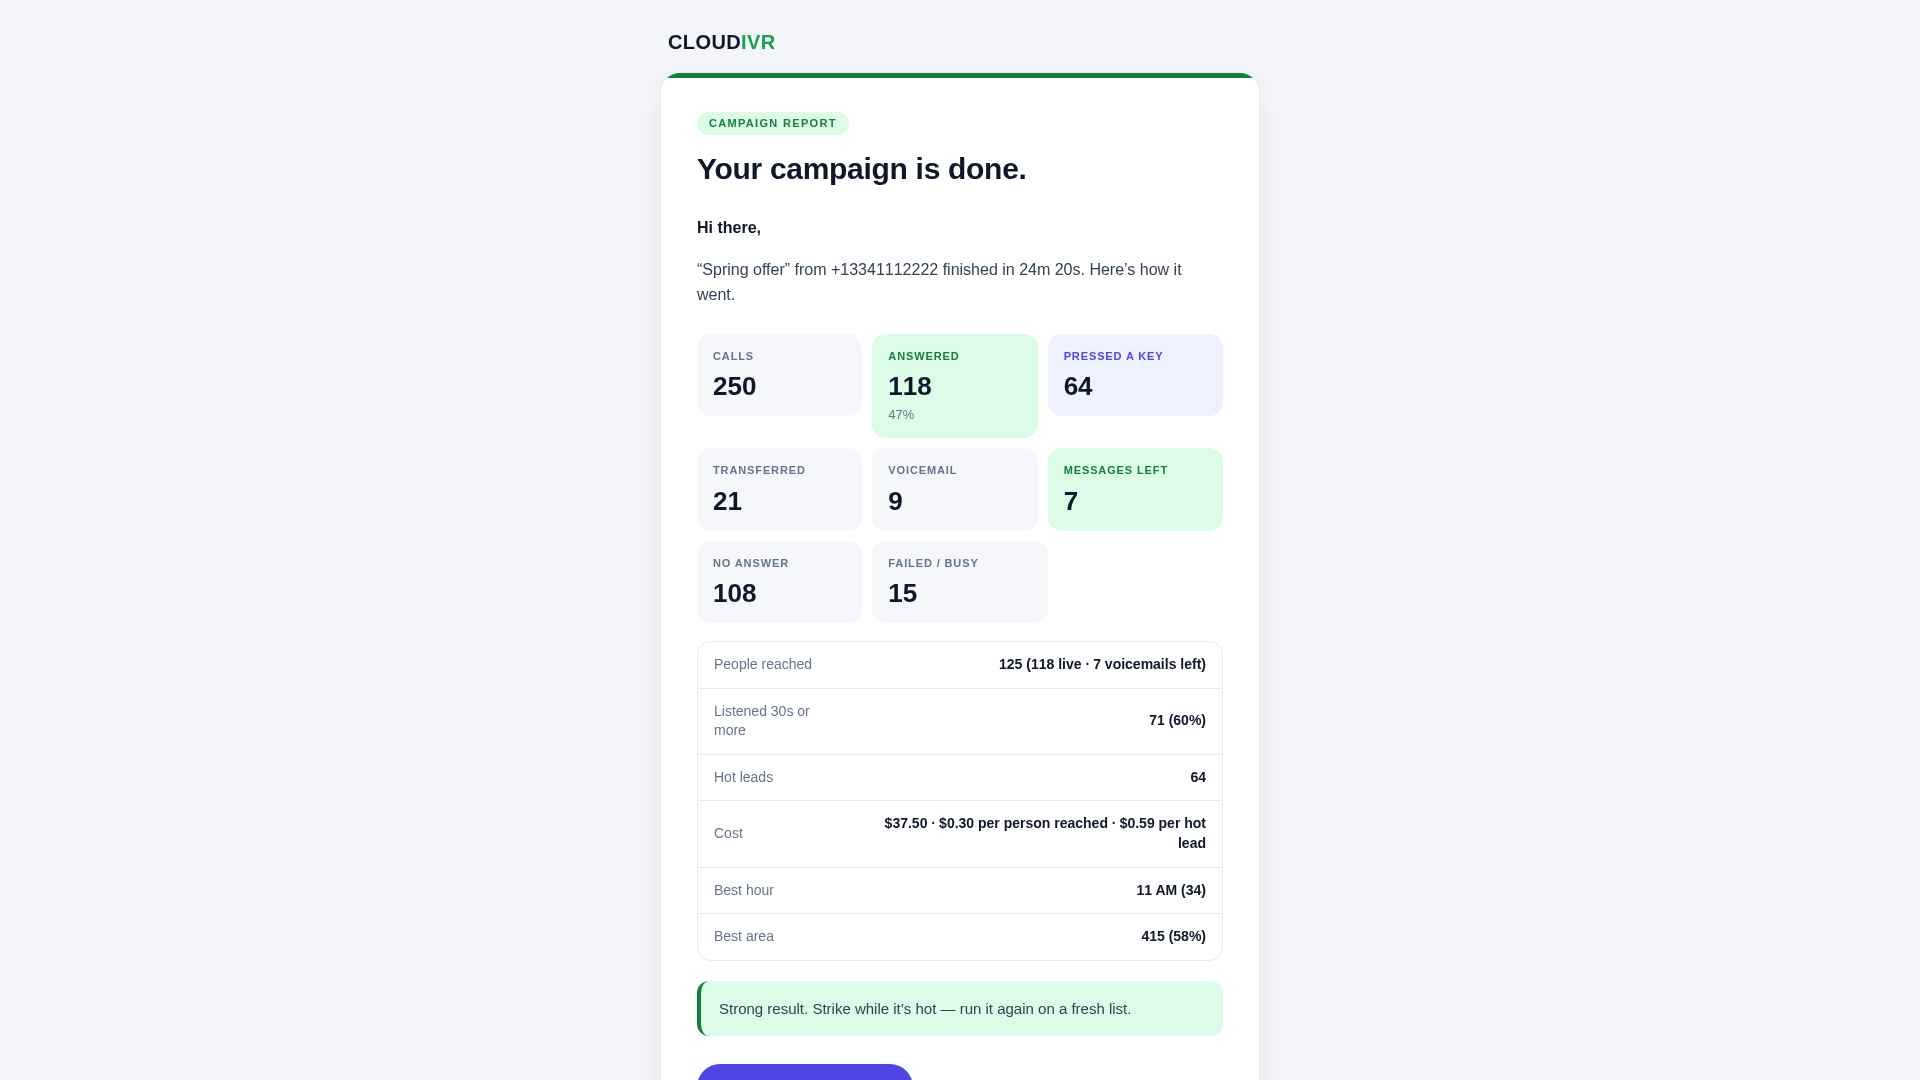 CLOUDIVR
CAMPAIGN REPORT
Your campaign is done.
Hi there,
“Spring offer” from +13341112222 finished in 24m 20s. Here’s how it
went.
CALLS
250
ANSWERED
118
47%
PRESSED A KEY
64
TRANSFERRED
21
VOICEMAIL
9
MESSAGES LEFT
7
NO ANSWER
108
FAILED / BUSY
15
People reached
125 (118 live · 7 voicemails left)
Listened 30s or
more
71 (60%)
Hot leads
64
Cost
$37.50 · $0.30 per person reached · $0.59 per hot
lead
Best hour
11 AM (34)
Best area
415 (58%)
Strong result. Strike while it’s hot — run it again on a fresh list.